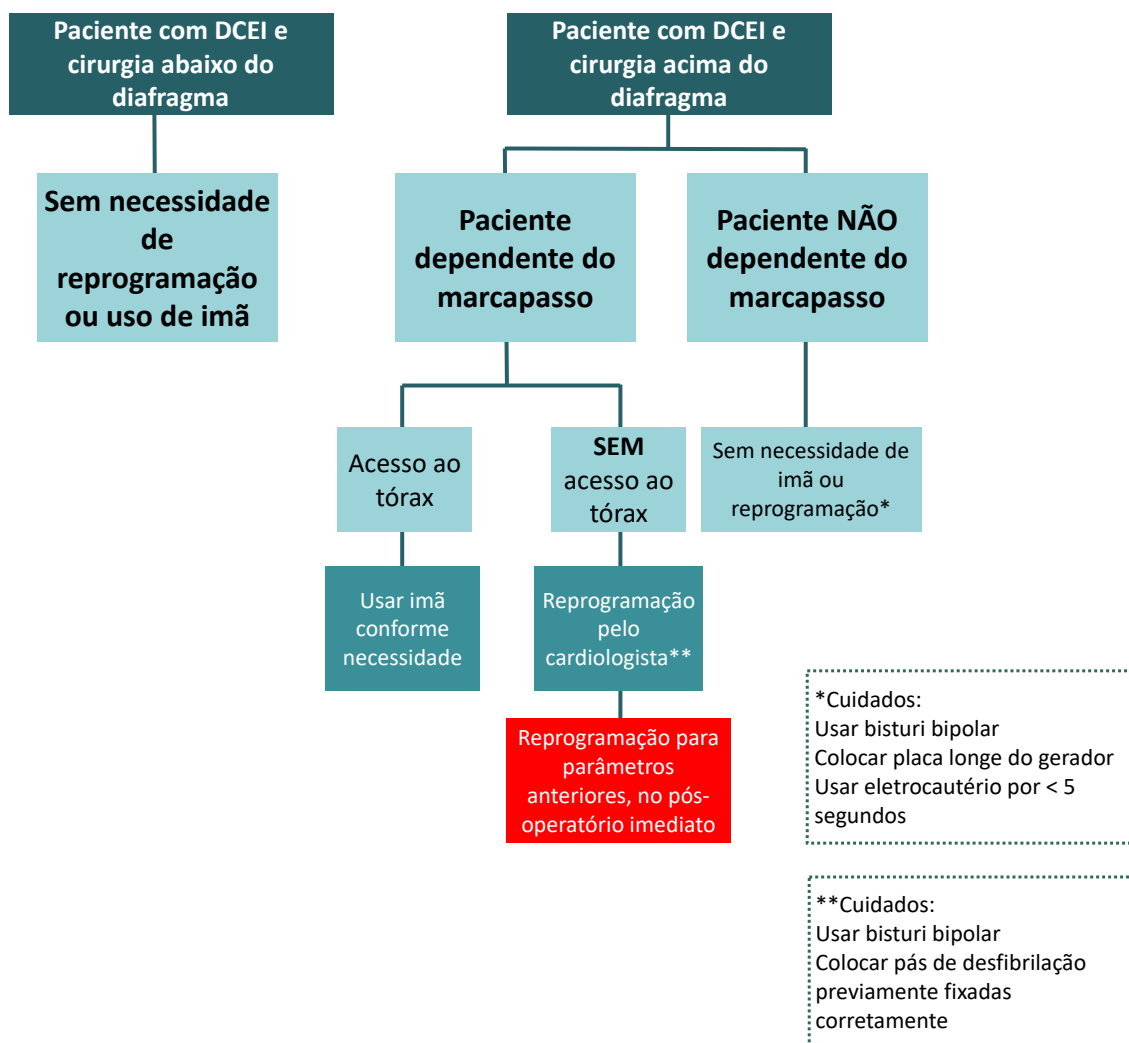 Paciente com DCEI e
cirurgia abaixo do
diafragma
Paciente com DCEI e
cirurgia acima do
diafragma
Sem necessidade
de
reprogramação
ou uso de imã
Paciente
dependente do
marcapasso
Paciente NÃO
dependente do
marcapasso
Acesso ao
tórax
SEM
acesso ao
tórax
Sem necessidade de
imã ou
reprogramação*
Usar imã
conforme
necessidade
Reprogramação
pelo
cardiologista**
Reprogramação para
parâmetros
anteriores, no pós-
operatório imediato
*Cuidados:
Usar bisturi bipolar
Colocar placa longe do gerador
Usar eletrocautério por < 5
segundos
**Cuidados:
Usar bisturi bipolar
Colocar pás de desfibrilação
previamente fixadas
corretamente